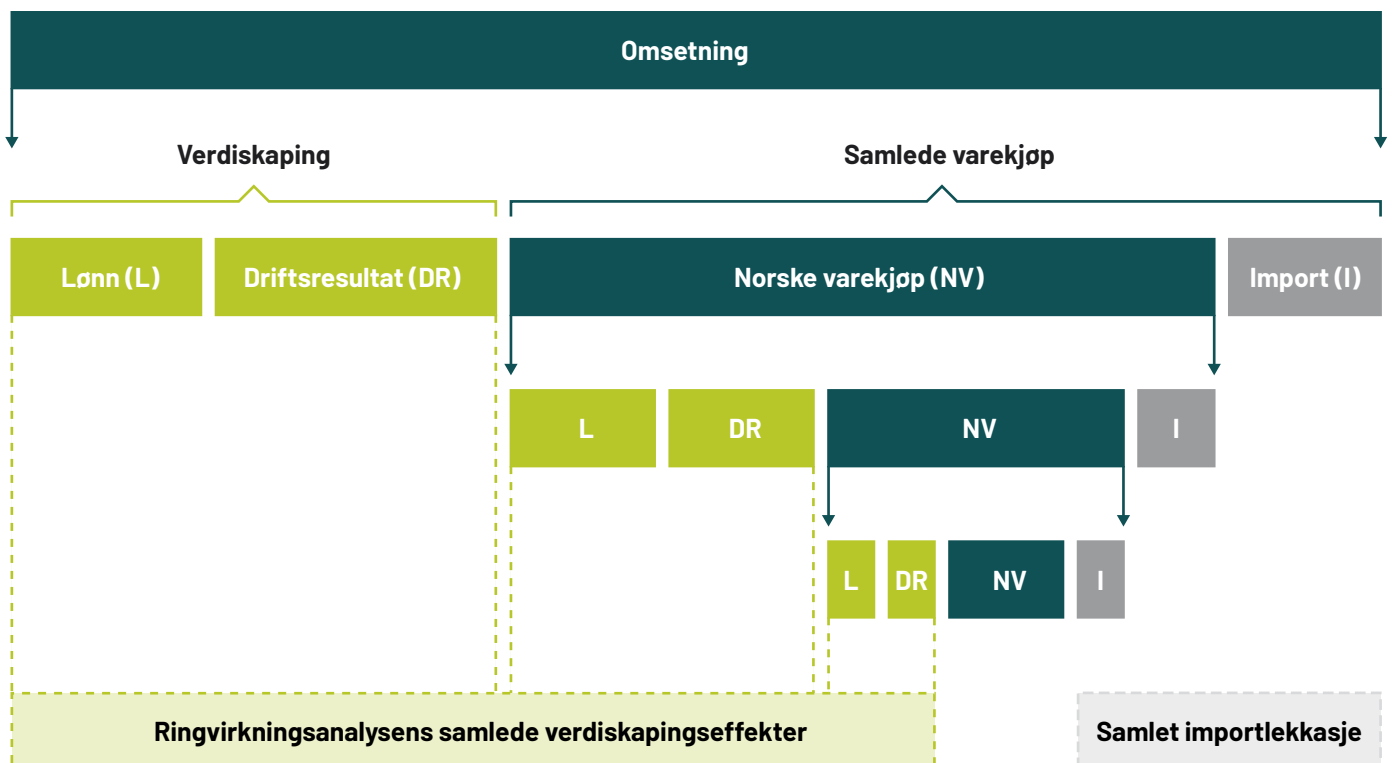 Omsetning
Verdiskaping
Samlede varekjøp
Lønn (L)
Driftsresultat (DR)
Norske varekjøp (NV)
Import (I)
L
DR
NV
I
L
DR
NV
I
Ringvirkningsanalysens samlede verdiskapingseffekter
Samlet importlekkasje